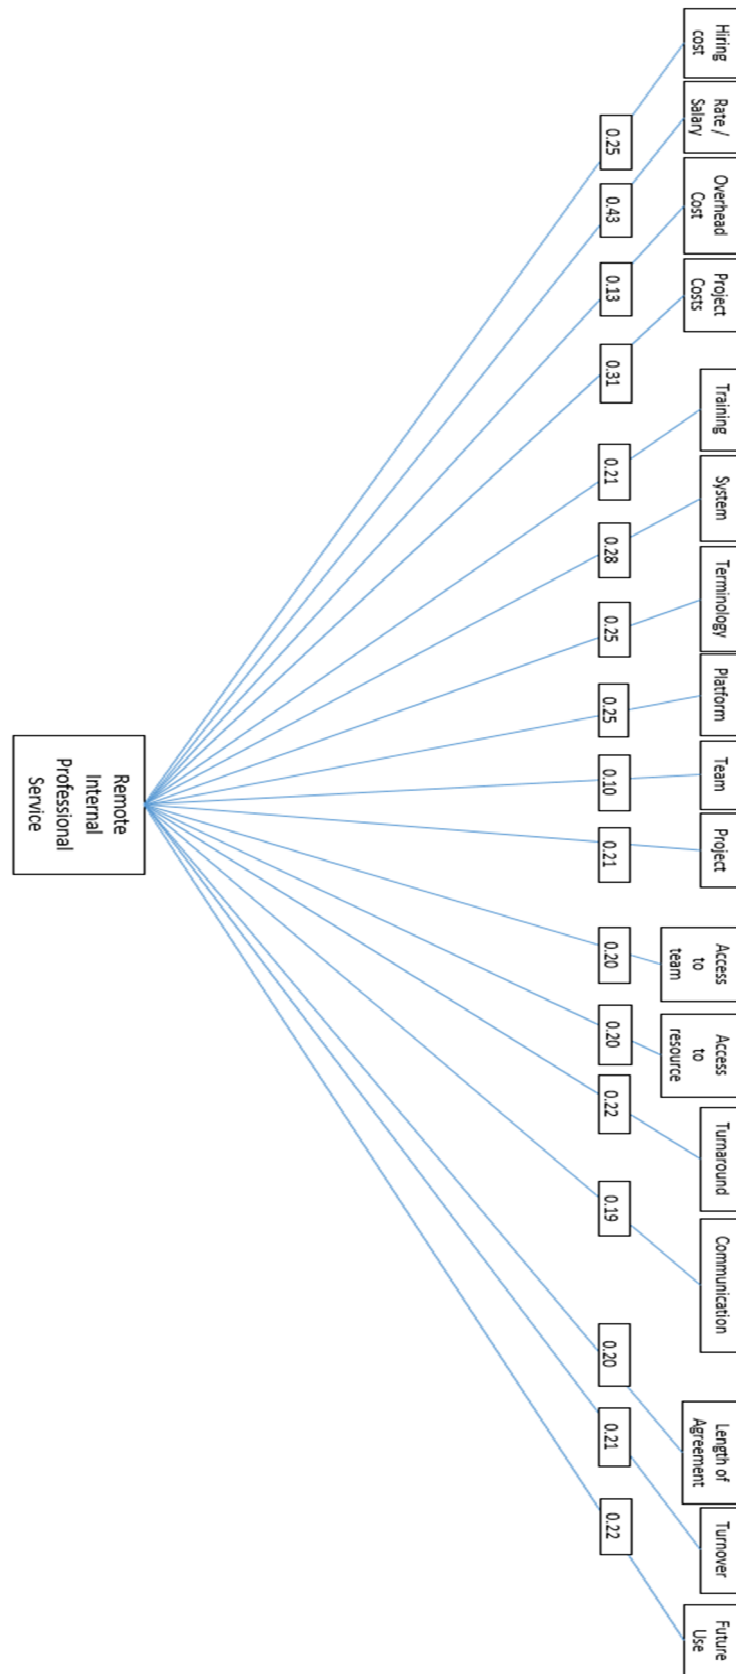 Hiring
cost
Rate /
Salary
Overhead
Cost
Project
Costs
Training
System
Terminology
Platform
Team
Project
Access
to
team
Access
to
resource
Turnaround
Communication
Length of
Agreement
Turnover
Future
Use
0.25
0.43
0.13
0.31
0.21
0.28
0.25
0.25
0.10
0.21
0.20
0.20
0.22
0.19
0.20
0.21
0.22
Remote
Internal
Professional
Service